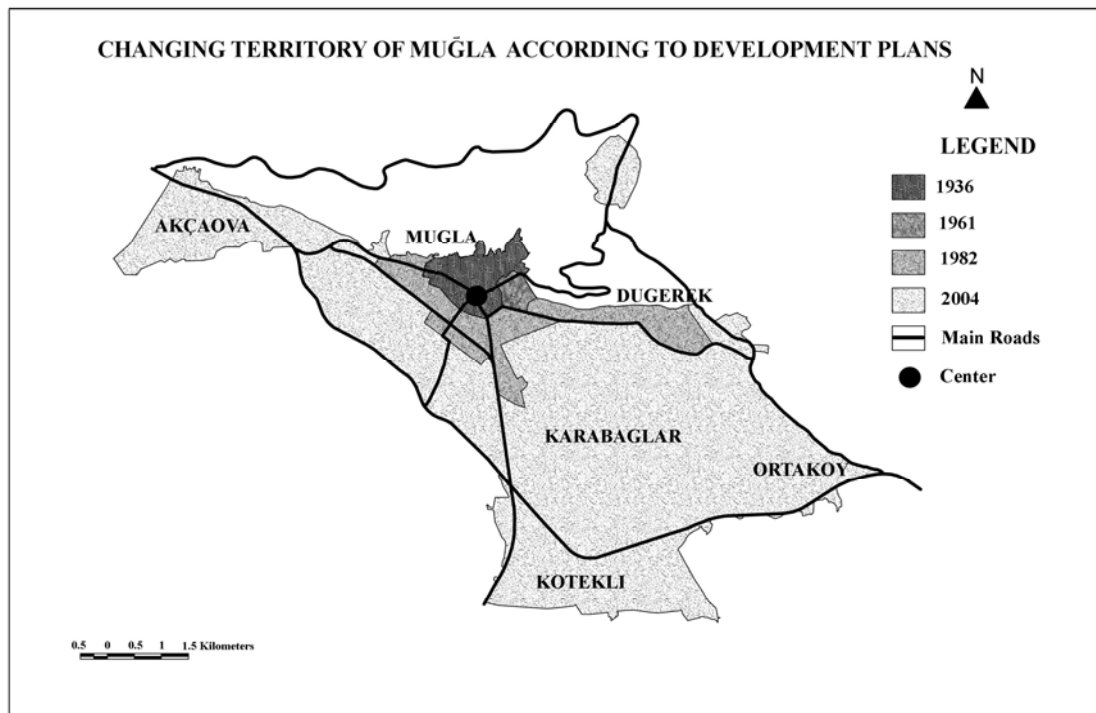 CHANGING TERRITORY OF MUĞLA ACCORDING TO DEVELOPMENT PLANS
N
LEGEND
1936
1961
1982
2004
Main Roads
Center
AKÇAOVA
MUGLA
DUGEREK
KARABAGLAR
ORTAKOY
KOTEKLI
0.5 0 0.5 1 1.5 Kilometers